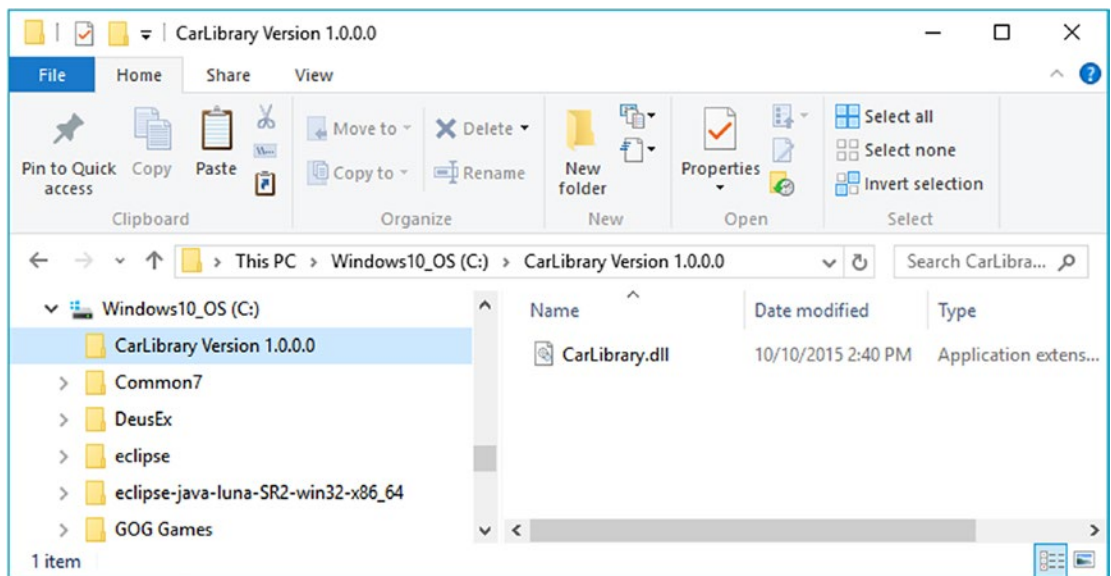 CarLibrary Version 1.0.0.0
File Home Share View
Pin to Quick access
Copy
Paste
Move to
Copy to
Delete
Rename
New folder
Properties
Select all
Select none
Invert selection
Clipboard Organize New Open Select
This PC > Windows10_OS (C:) > CarLibrary Version 1.0.0.0
Search CarLibra...
Windows10_OS (C:)
CarLibrary Version 1.0.0.0
Common7
DeusEx
eclipse
eclipse-java-luna-SR2-win32-x86_64
GOG Games
Name Date modified Type
CarLibrary.dll 10/10/2015 2:40 PM Application extens...
1 item